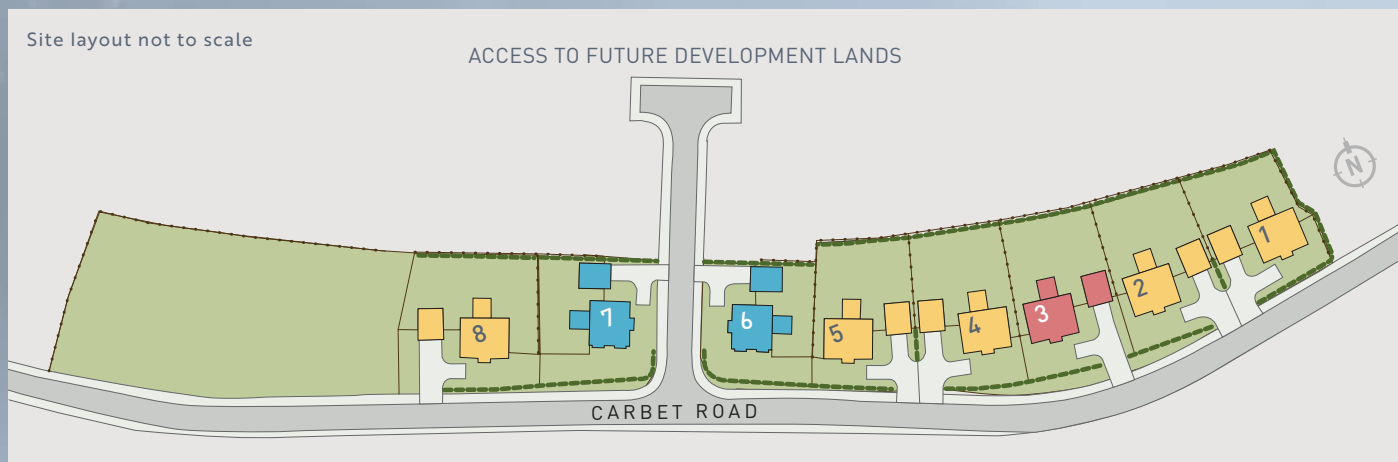 Site layout not to scale
ACCESS TO FUTURE DEVELOPMENT LANDS
N
1
2
3
4
5
6
7
8
CARBET ROAD